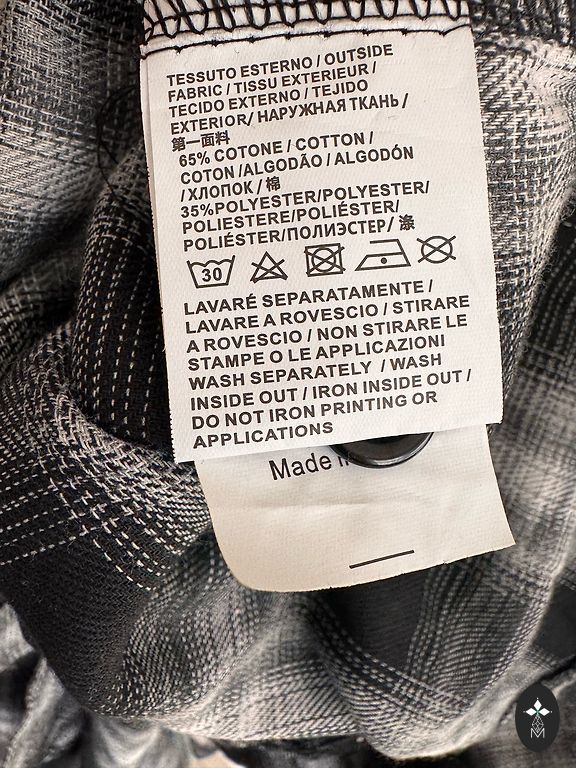 TESSUTO ESTERNO / OUTSIDE
FABRIC / TISSU EXTERIEUR /
TECIDO EXTERNO / TEJIDO
EXTERIOR/ НАРУЖНАЯ ТКАНЬ /
第一面料
65% COTONE / COTTON /
COTON /ALGODÃO / ALGODÓN
/ ХЛОПОК / 棉
35%POLYESTER/POLYESTER/
POLIESTERE/POLIÉSTER/
POLIÉSTER/ПОЛИЭСТЕР/ 涤
30
LAVARÉ SEPARATAMENTE /
LAVARE A ROVESCIO / STIRARE
A ROVESCIO / NON STIRARE LE
STAMPE O LE APPLICAZIONI
WASH SEPARATELY / WASH
INSIDE OUT / IRON INSIDE OUT /
DO NOT IRON PRINTING OR
APPLICATIONS
Made
M